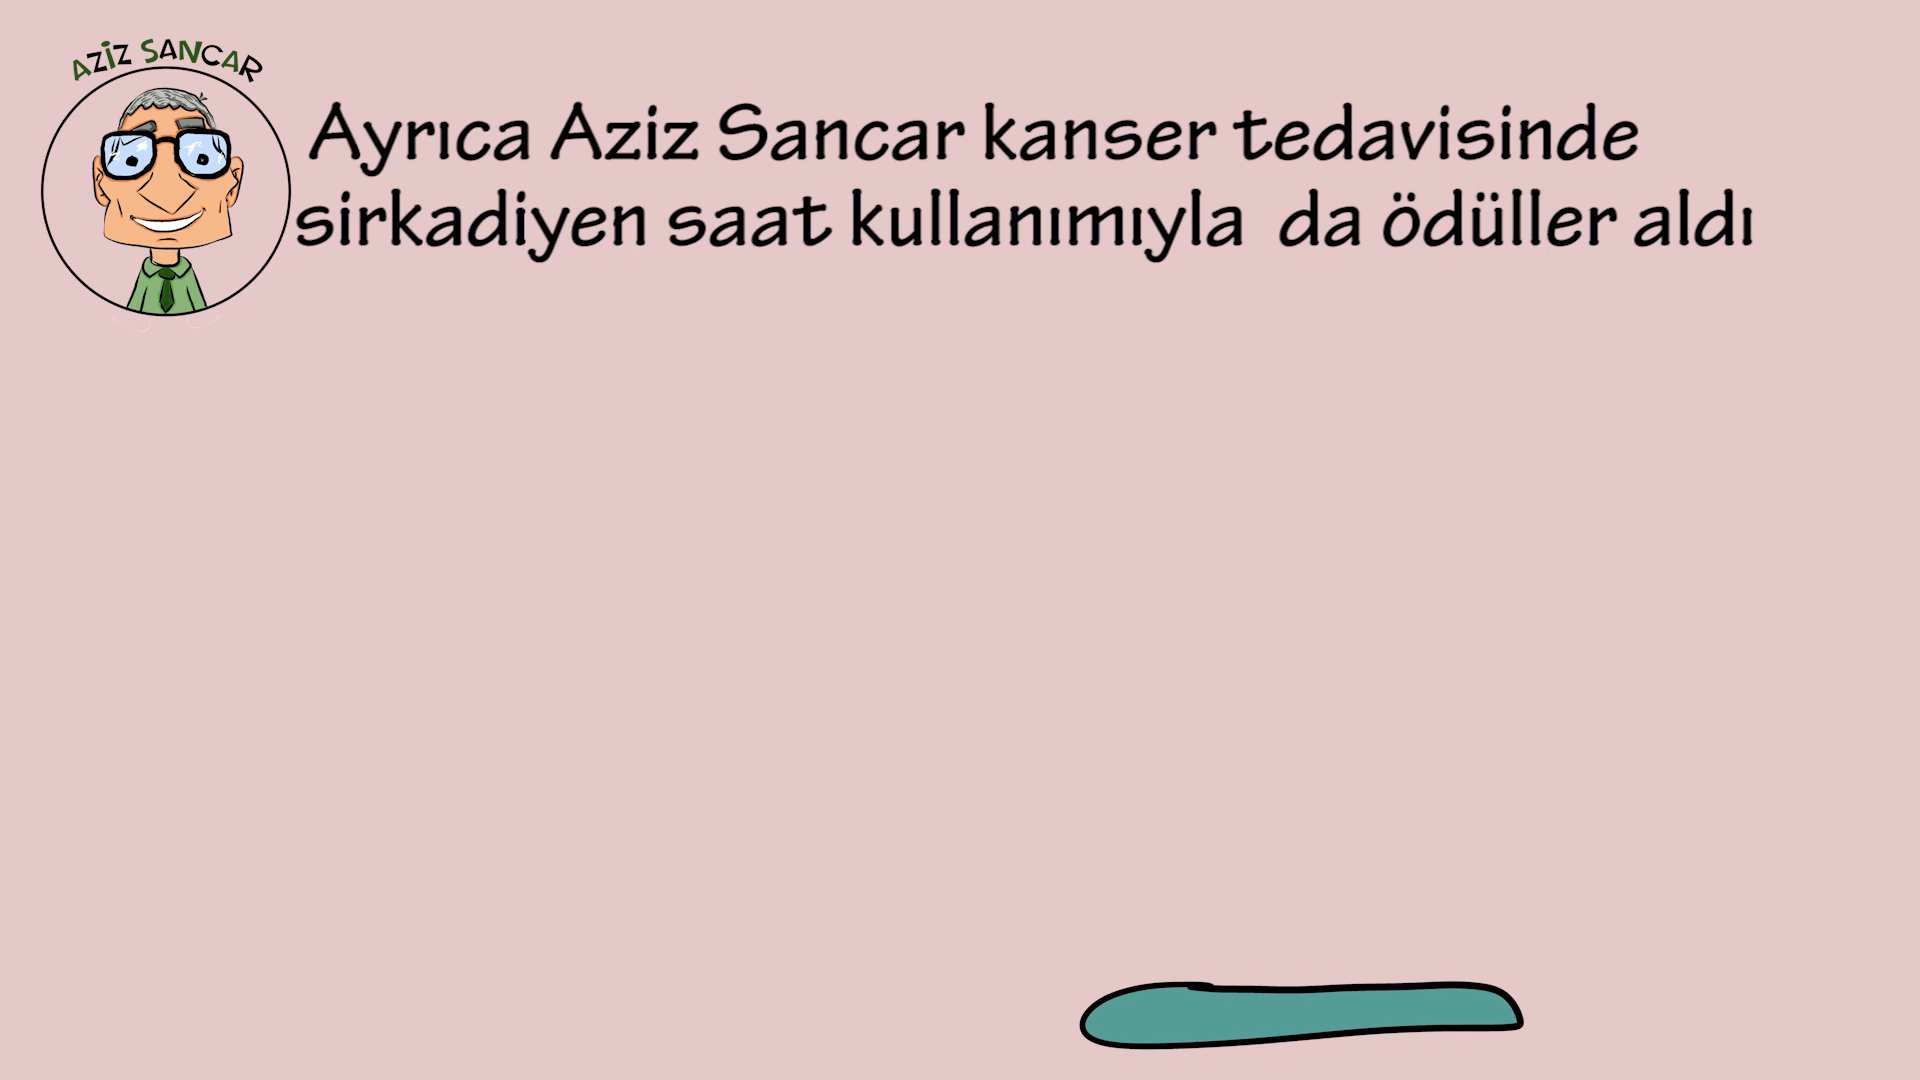 AZİZ SANCAR
Ayrıca Aziz Sancar kanser tedavisinde
sirkadiyen saat kullanımıyla da ödüller aldı